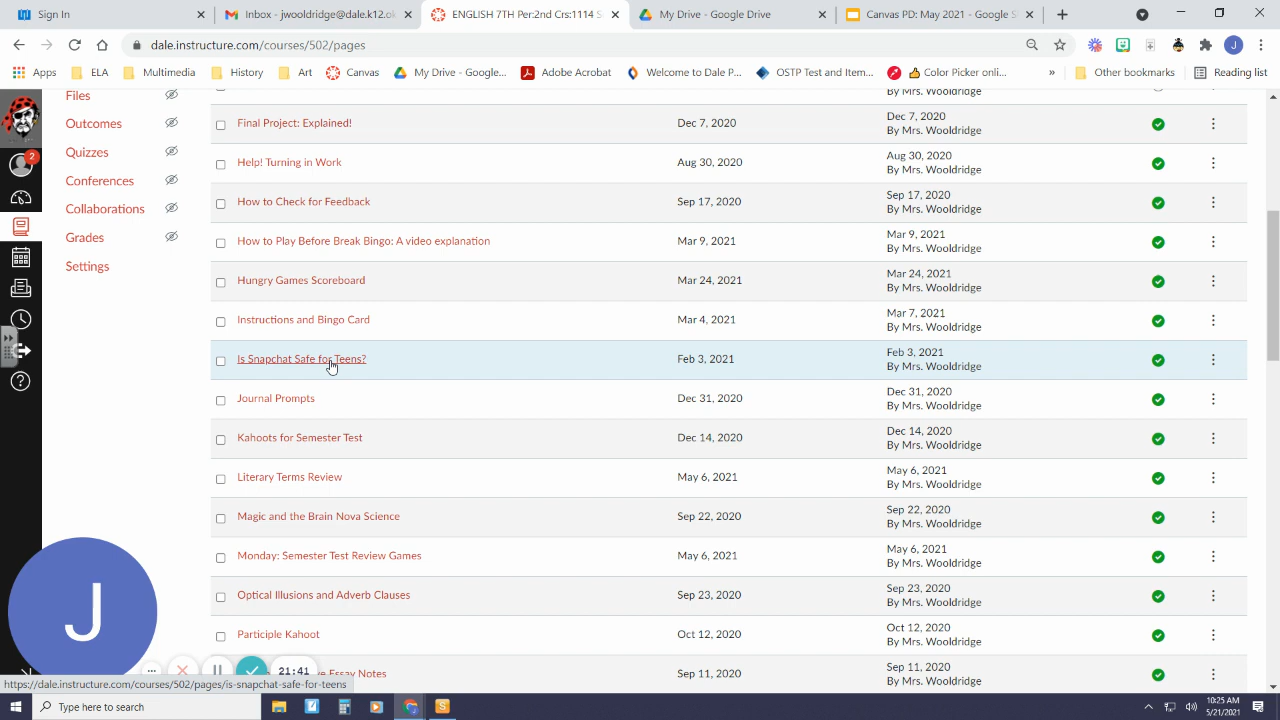 Sign In
Inbox - jwooldridge@dale.k12.ok
ENGLISH 7TH Per:2nd Crs:1114 S
My Drive - Google Drive
Canvas PD: May 2021 - Google S
dale.instructure.com/courses/502/pages
J
Apps
ELA
Multimedia
History
Art
Canvas
My Drive - Google...
Adobe Acrobat
Welcome to Dale P...
OSTP Test and Item...
Color Picker onli...
»
Other bookmarks
Reading list
2
Files
Outcomes
Quizzes
Conferences
Collaborations
Grades
Settings
By Mrs. Wooldridge
Final Project: Explained! Dec 7, 2020 Dec 7, 2020
By Mrs. Wooldridge
Help! Turning in Work Aug 30, 2020 Aug 30, 2020
By Mrs. Wooldridge
How to Check for Feedback Sep 17, 2020 Sep 17, 2020
By Mrs. Wooldridge
How to Play Before Break Bingo: A video explanation Mar 9, 2021 Mar 9, 2021
By Mrs. Wooldridge
Hungry Games Scoreboard Mar 24, 2021 Mar 24, 2021
By Mrs. Wooldridge
Instructions and Bingo Card Mar 4, 2021 Mar 7, 2021
By Mrs. Wooldridge
Is Snapchat Safe for Teens? Feb 3, 2021 Feb 3, 2021
By Mrs. Wooldridge
Journal Prompts Dec 31, 2020 Dec 31, 2020
By Mrs. Wooldridge
Kahoots for Semester Test Dec 14, 2020 Dec 14, 2020
By Mrs. Wooldridge
Literary Terms Review May 6, 2021 May 6, 2021
By Mrs. Wooldridge
Magic and the Brain Nova Science Sep 22, 2020 Sep 22, 2020
By Mrs. Wooldridge
Monday: Semester Test Review Games May 6, 2021 May 6, 2021
By Mrs. Wooldridge
Optical Illusions and Adverb Clauses Sep 23, 2020 Sep 23, 2020
By Mrs. Wooldridge
Participle Kahoot Oct 12, 2020 Oct 12, 2020
By Mrs. Wooldridge
Essay Notes Sep 11, 2020 Sep 11, 2020
By Mrs. Wooldridge
J
21:41
https://dale.instructure.com/courses/502/pages/is-snapchat-safe-for-teens
Type here to search
S
10:25 AM
5/21/2021